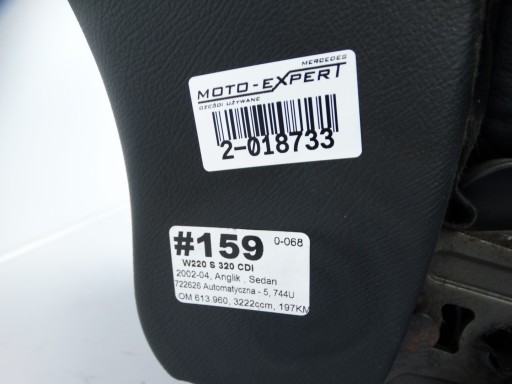 MERCEDES
MOTO-EXPERT
CZĘŚCI UŻYWANE
2-018733
#159 0-068
W220 S 320 CDI
2002-04, Anglik , Sedan
722626 Automatyczna - 5, 744U
OM 613.960, 3222ccm, 197KM